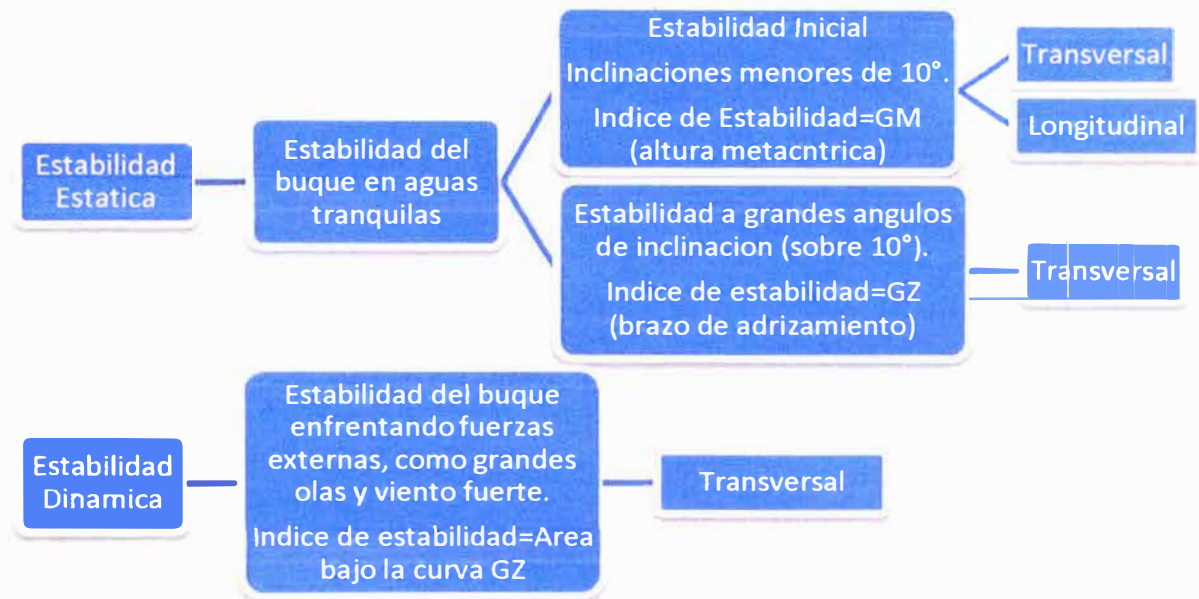 Estabilidad
Estatica
Estabilidad del
buque en aguas
tranquilas
Estabilidad Inicial
Inclinaciones menores de 10°.
Indice de Estabilidad=GM
(altura metacntrica)
Transversal
Longitudinal
Estabilidad a grandes angulos
de inclinacion (sobre 10°).
Indice de estabilidad=GZ
(brazo de adrizamiento)
Transversal
Estabilidad
Dinamica
Estabilidad del buque
enfrentando fuerzas
externas, como grandes
olas y viento fuerte.
Indice de estabilidad=Area
bajo la curva GZ
Transversal